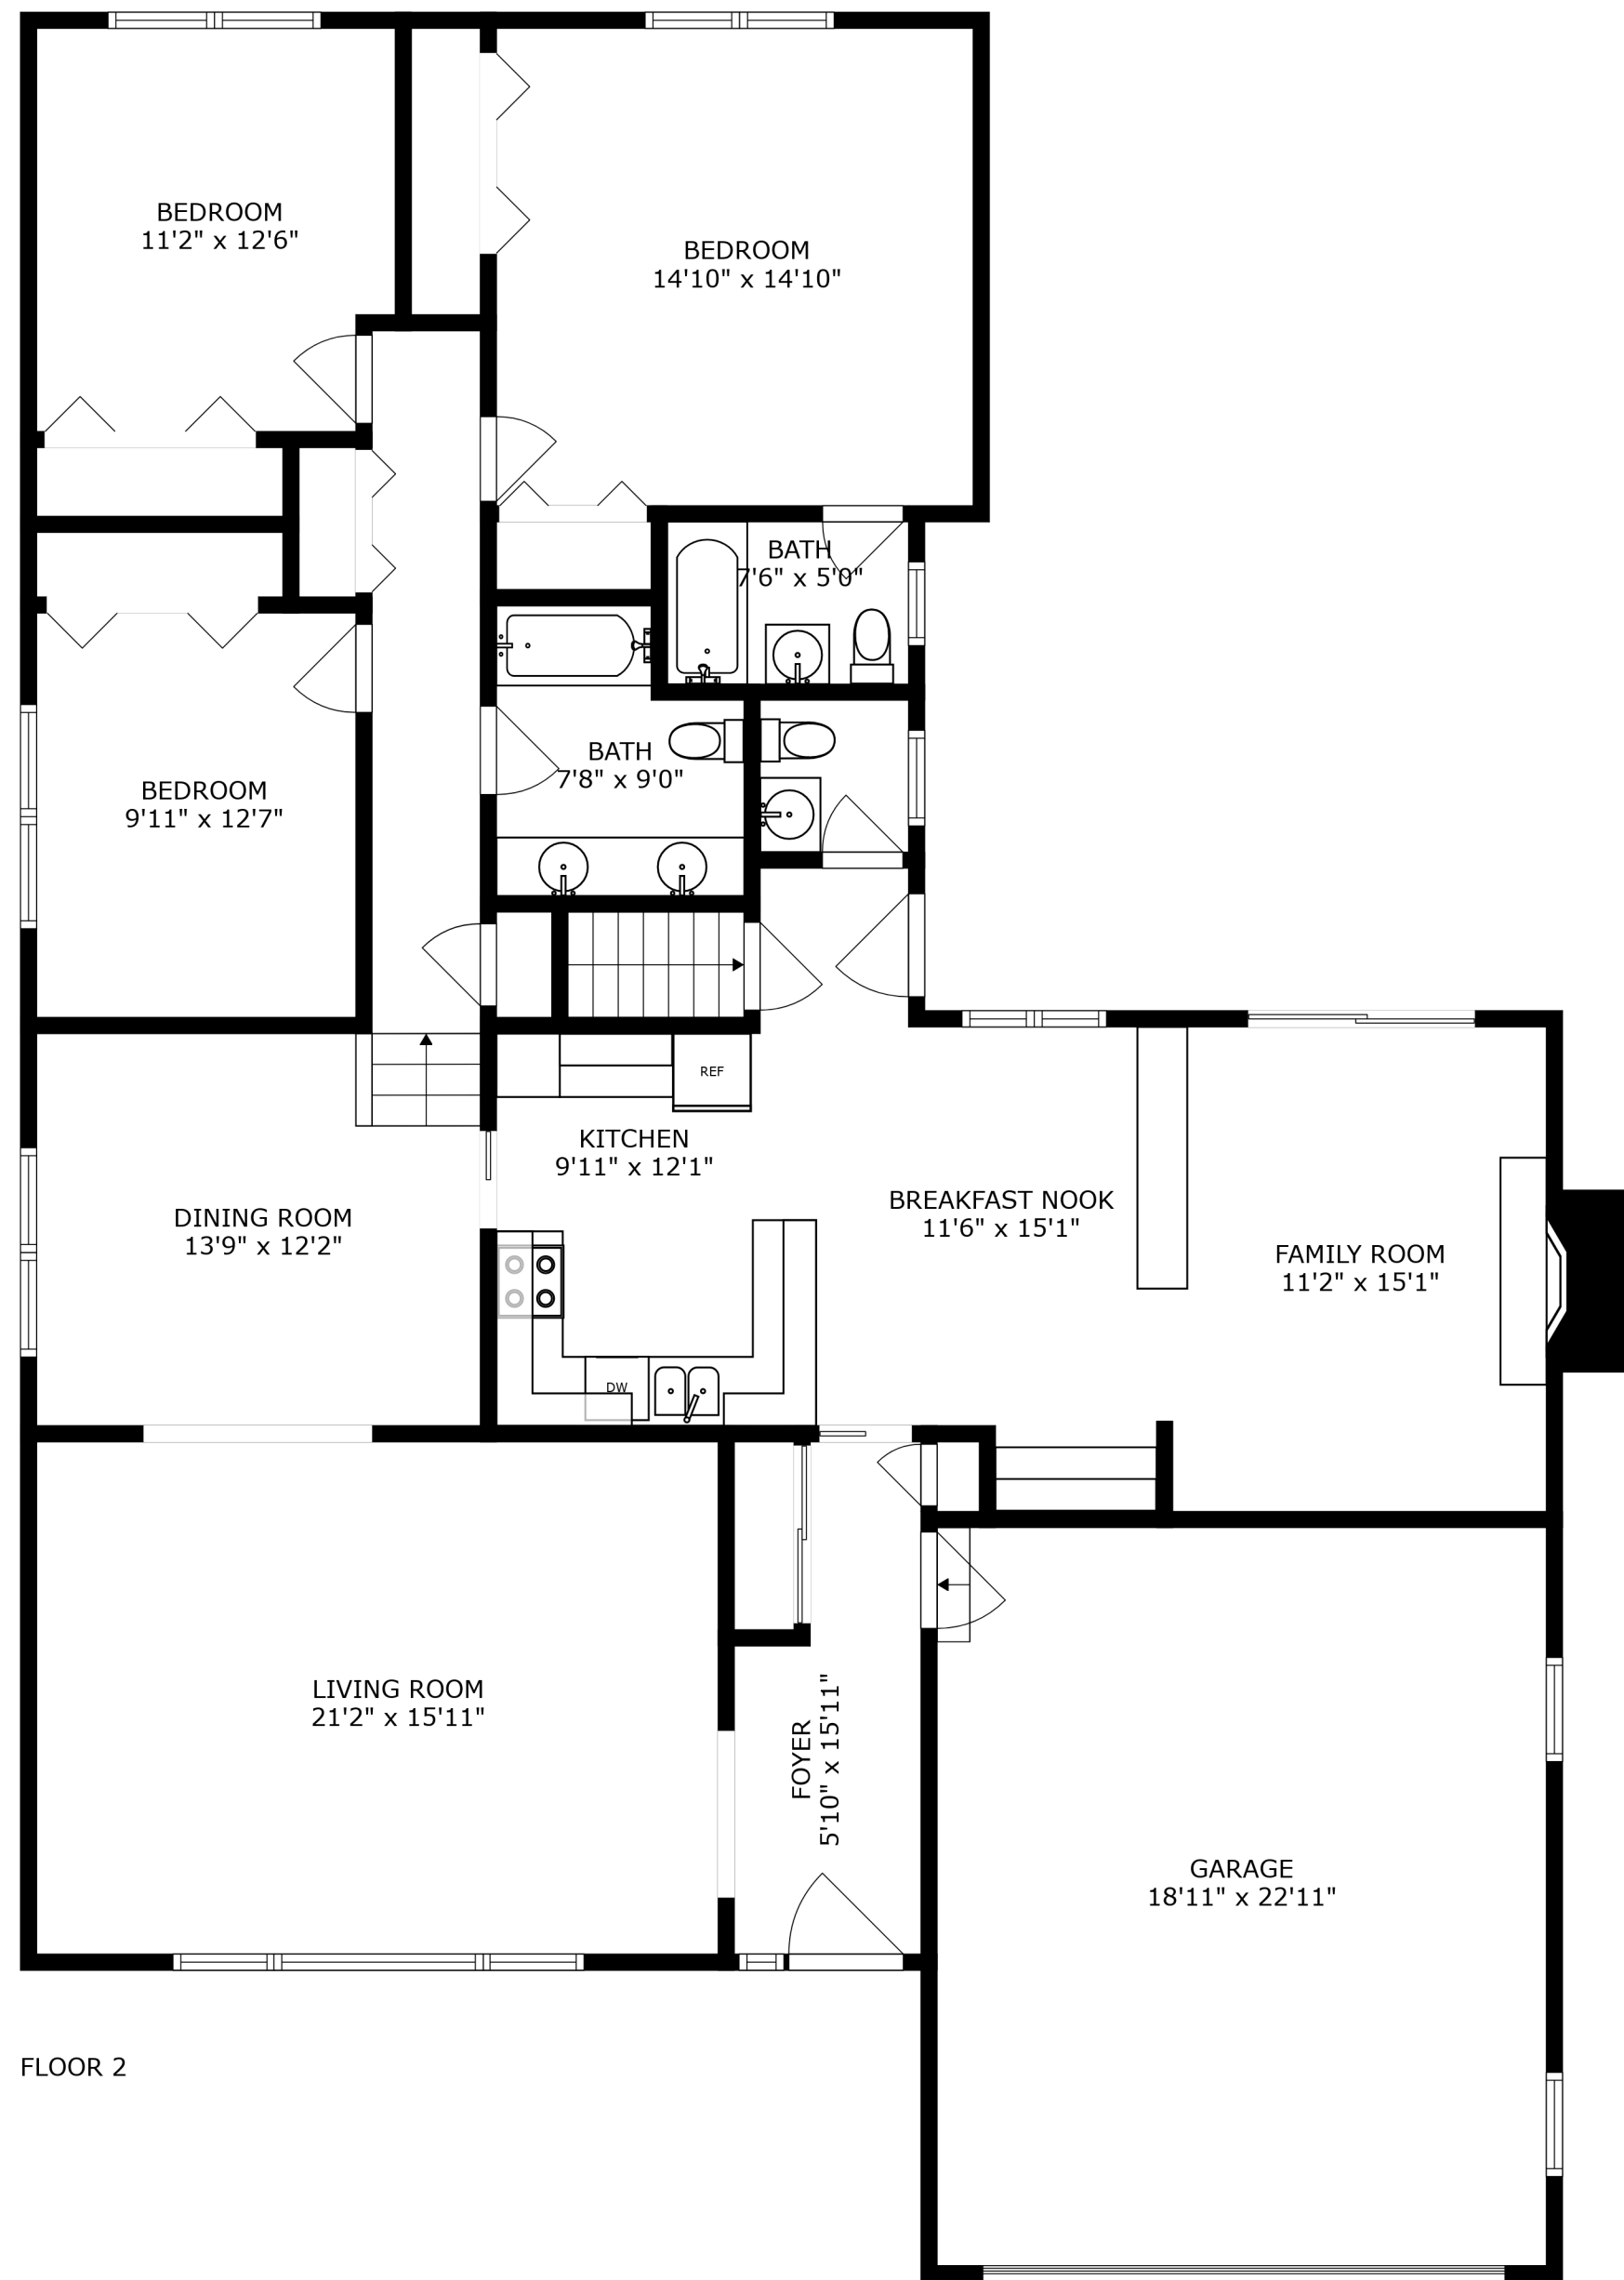 BEDROOM
11'2" x 12'6"
BEDROOM
14'10" x 14'10"
BATH
7'6" x 5'0"
BATH
7'8" x 9'0"
BEDROOM
9'11" x 12'7"
REF
KITCHEN
9'11" x 12'1"
BREAKFAST NOOK
11'6" x 15'1"
DINING ROOM
13'9" x 12'2"
FAMILY ROOM
11'2" x 15'1"
DW
LIVING ROOM
21'2" x 15'11"
FOYER
5'10" x 15'11"
GARAGE
18'11" x 22'11"
FLOOR 2